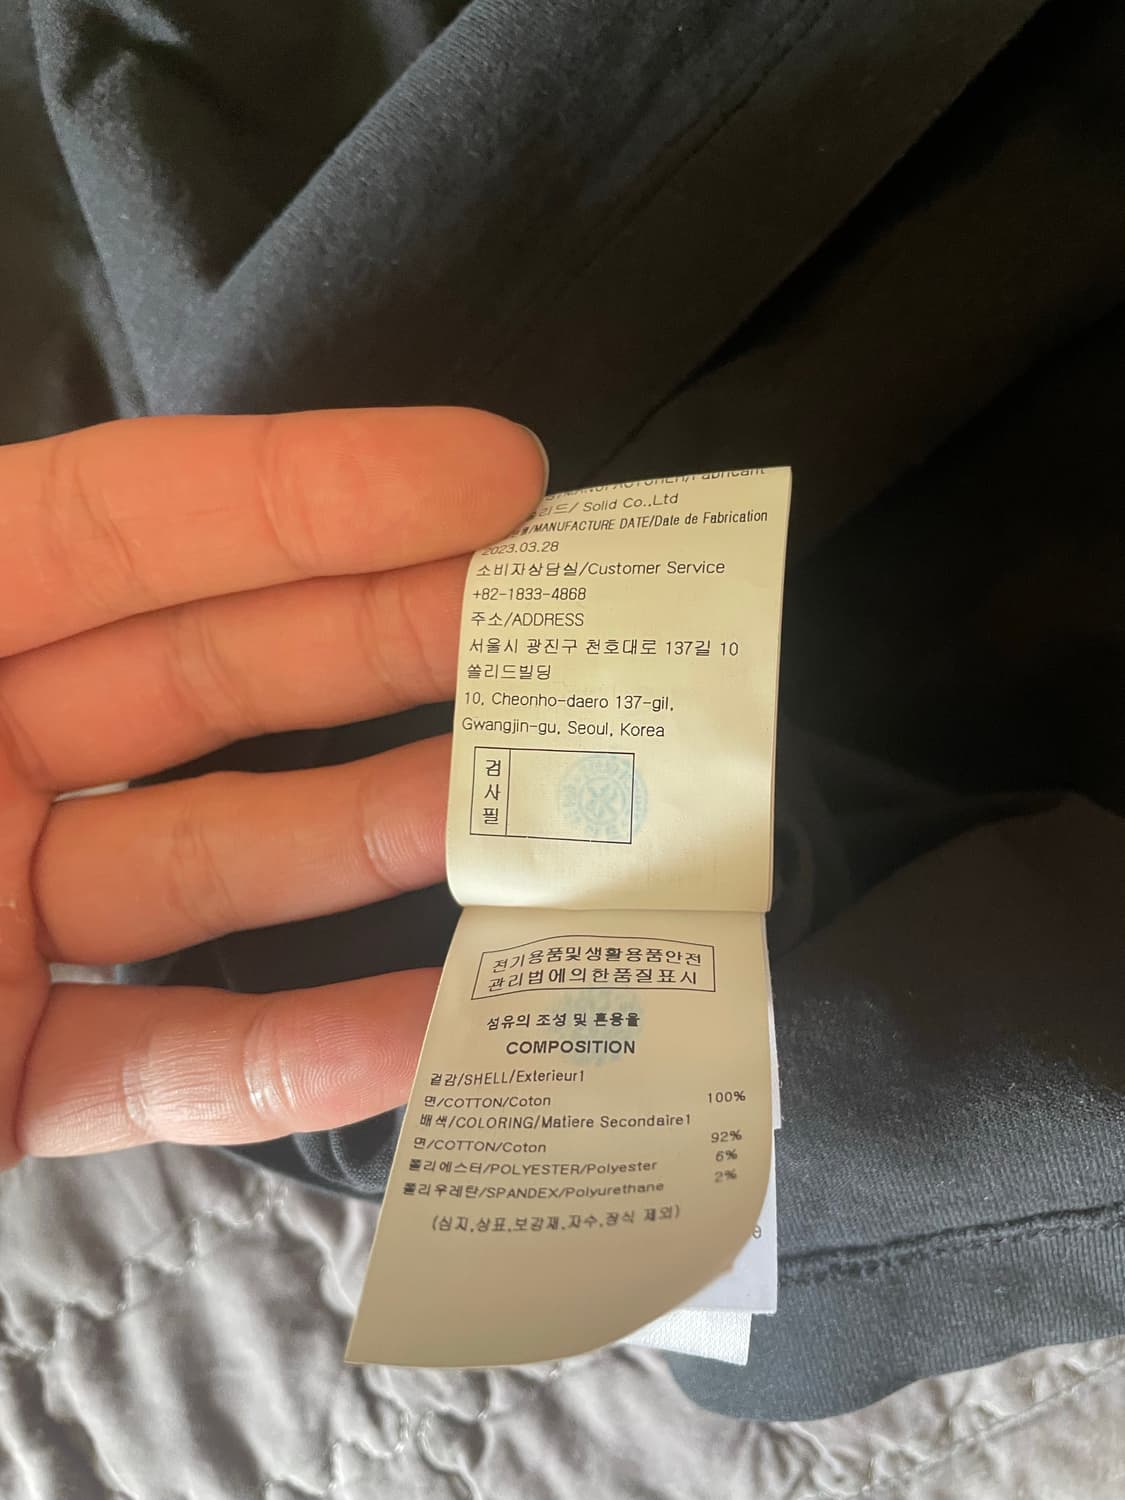 리드/ Solid Co.,Ltd
/MANUFACTURE DATE/Date de Fabrication
2023.03.28
소비자상담실/Customer Service
+82-1833-4868
주소/ADDRESS
서울시 광진구 천호대로 137길 10
쏠리드빌딩
10, Cheonho-daero 137-gil,
Gwangjin-gu, Seoul, Korea
검
사
필
전기용품및생활용품안전
관리법에의한품질표시
섬유의 조성 및 혼용율
COMPOSITION
겉감/SHELL/Exterieur1
면/COTTON/Coton 100%
배색/COLORING/Matiere Secondaire1
면/COTTON/Coton 92%
폴리에스터/POLYESTER/Polyester 6%
폴리우레탄/SPANDEX/Polyurethane 2%
(심지,상표,보강재,자수,장식 제외)